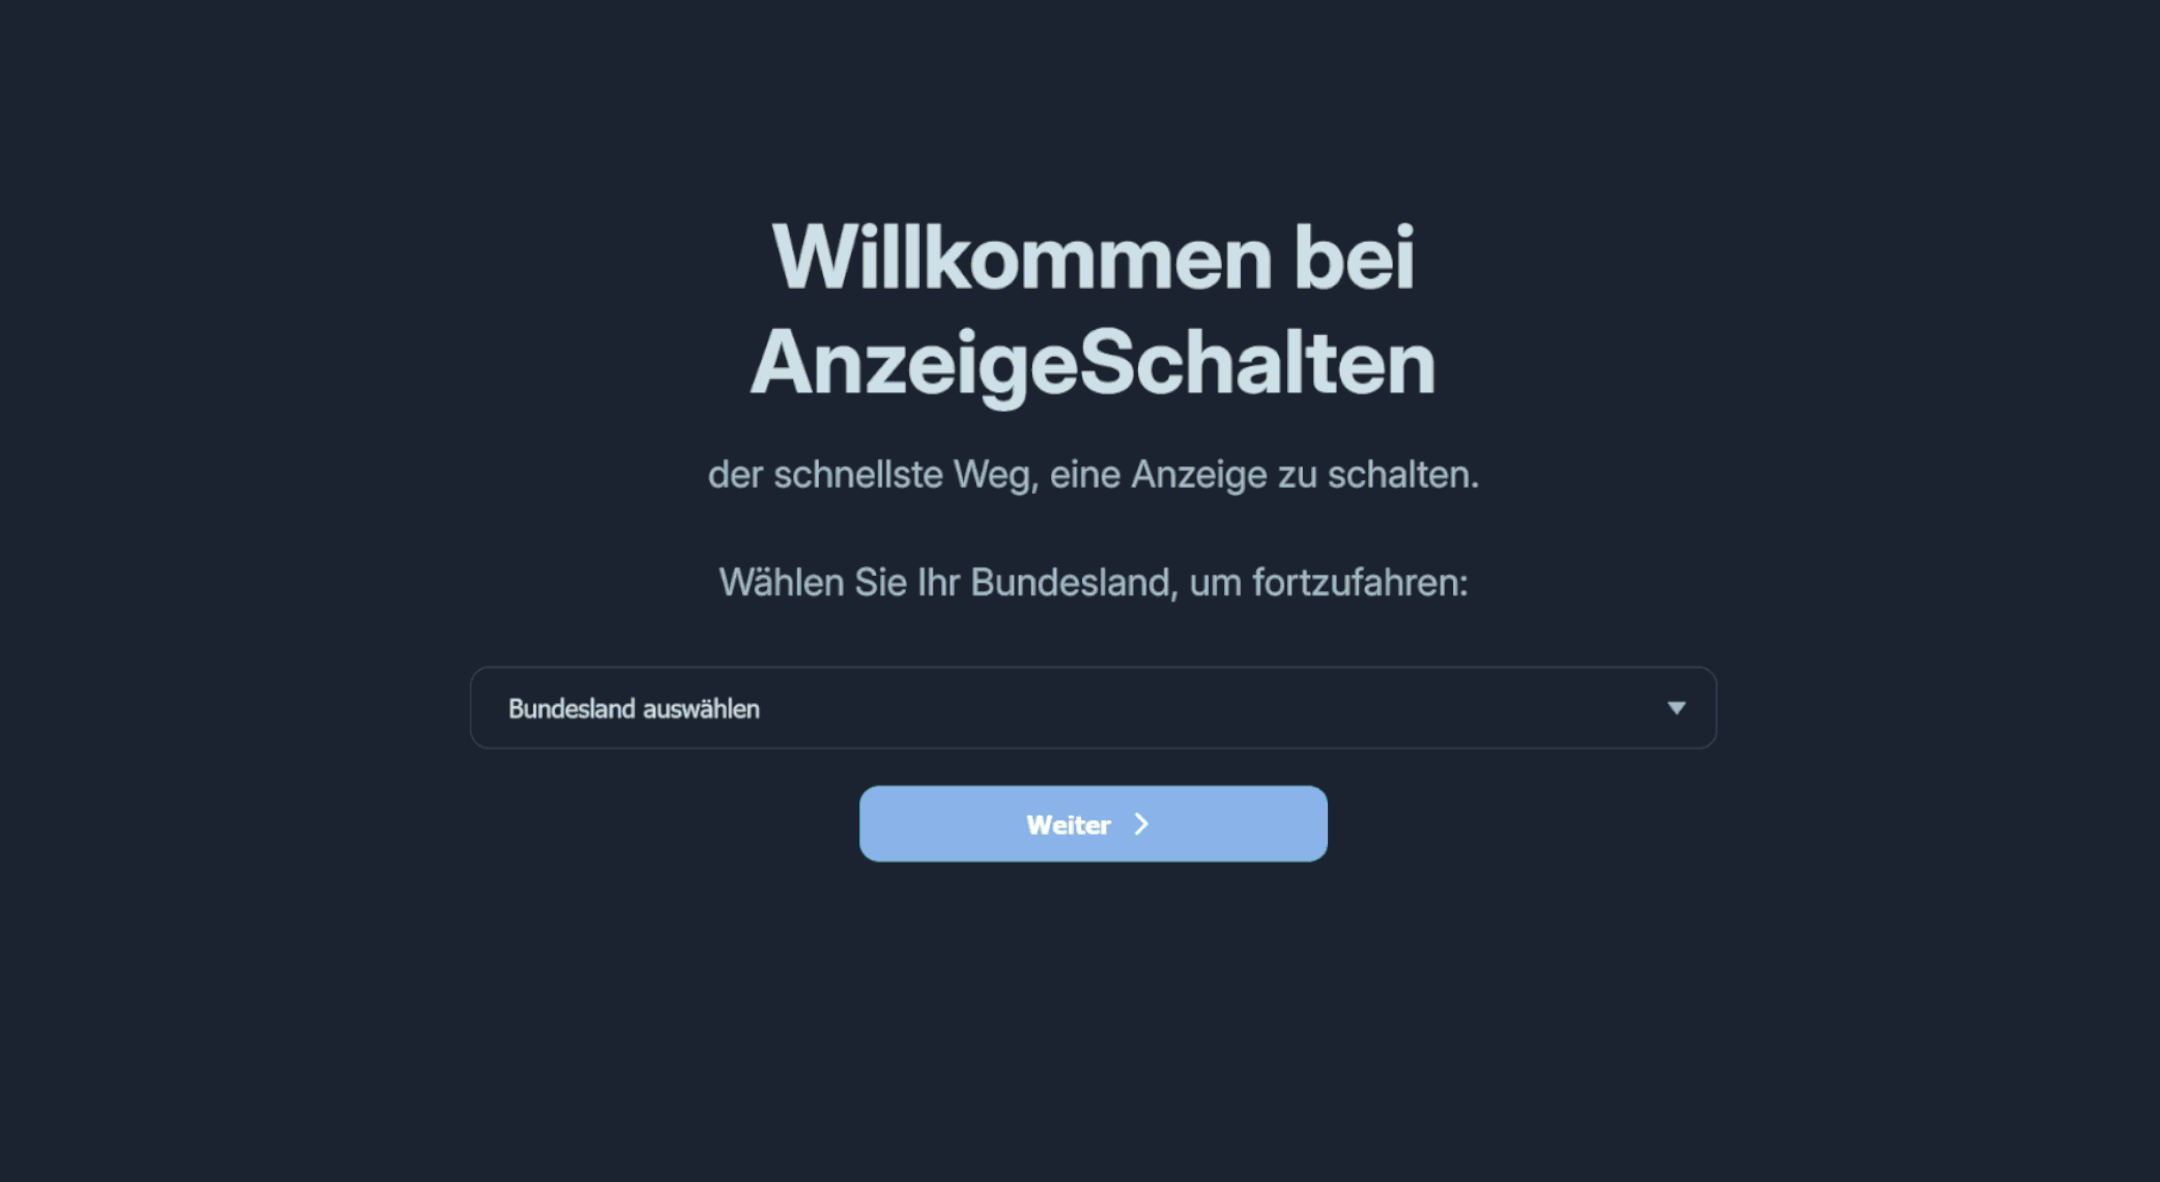 Willkommen bei
AnzeigeSchalten
der schnellste Weg, eine Anzeige zu schalten.
Wählen Sie Ihr Bundesland, um fortzufahren:
Bundesland auswählen
Weiter